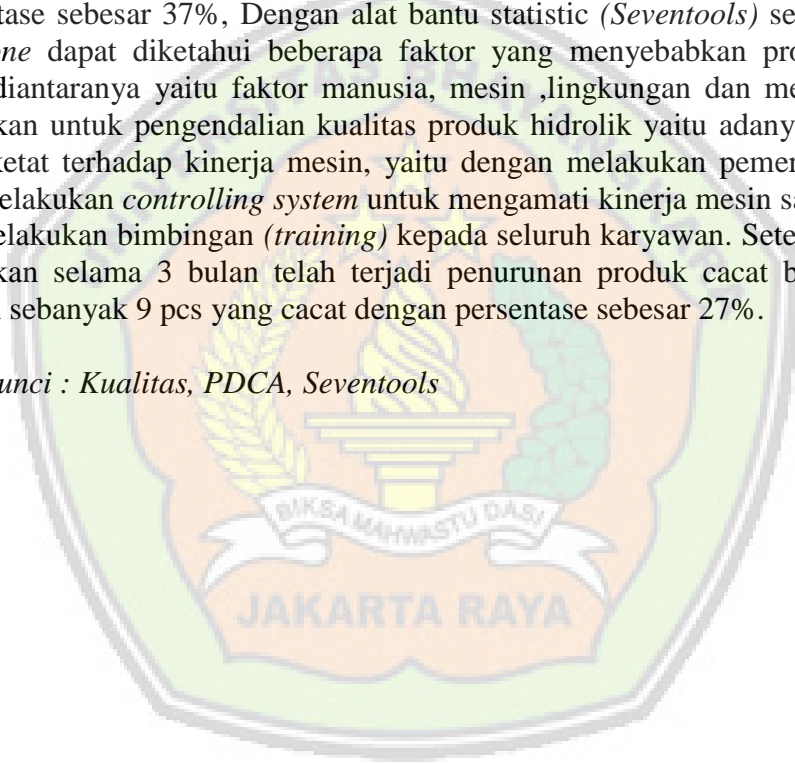 tase sebesar 37%, Dengan alat bantu statistic (Seventools) se
one dapat diketahui beberapa faktor yang menyebabkan pro
diantaranya yaitu faktor manusia, mesin ,lingkungan dan me
kan untuk pengendalian kualitas produk hidrolik yaitu adany
ketat terhadap kinerja mesin, yaitu dengan melakukan pemer
elakukan controlling system untuk mengamati kinerja mesin sa
elakukan bimbingan (training) kepada seluruh karyawan. Sete
kan selama 3 bulan telah terjadi penurunan produk cacat b
sebanyak 9 pcs yang cacat dengan persentase sebesar 27%.
unci : Kualitas, PDCA, Seventools
UNIVERSITAS BHAYANGKARA
BIKSA MAHWASTU DASI
JAKARTA RAYA